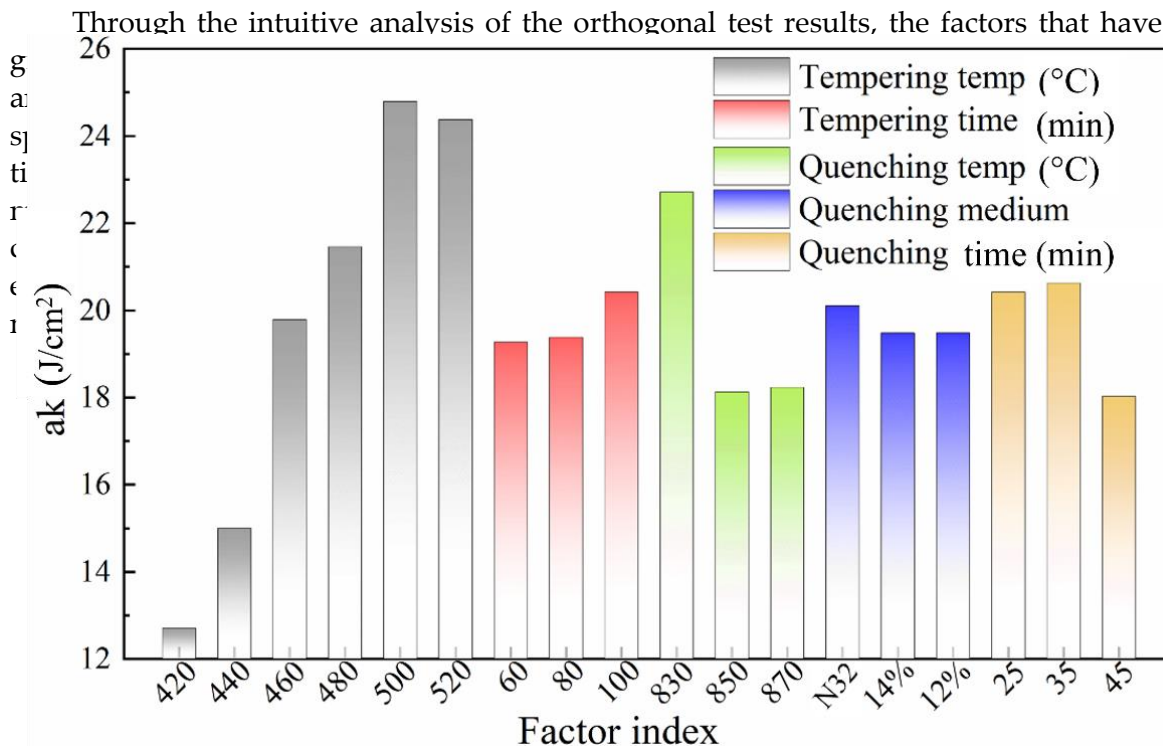 Through the intuitive analysis of the orthogonal test results, the factors that have
26
24
22
20
18
16
14
12
ak (J/cm²)
Tempering temp (°C)
Tempering time (min)
Quenching temp (°C)
Quenching medium
Quenching time (min)
420 440 460 480 500 520 60 80 100 830 850 870 N32 14% 12% 25 35 45
Factor index